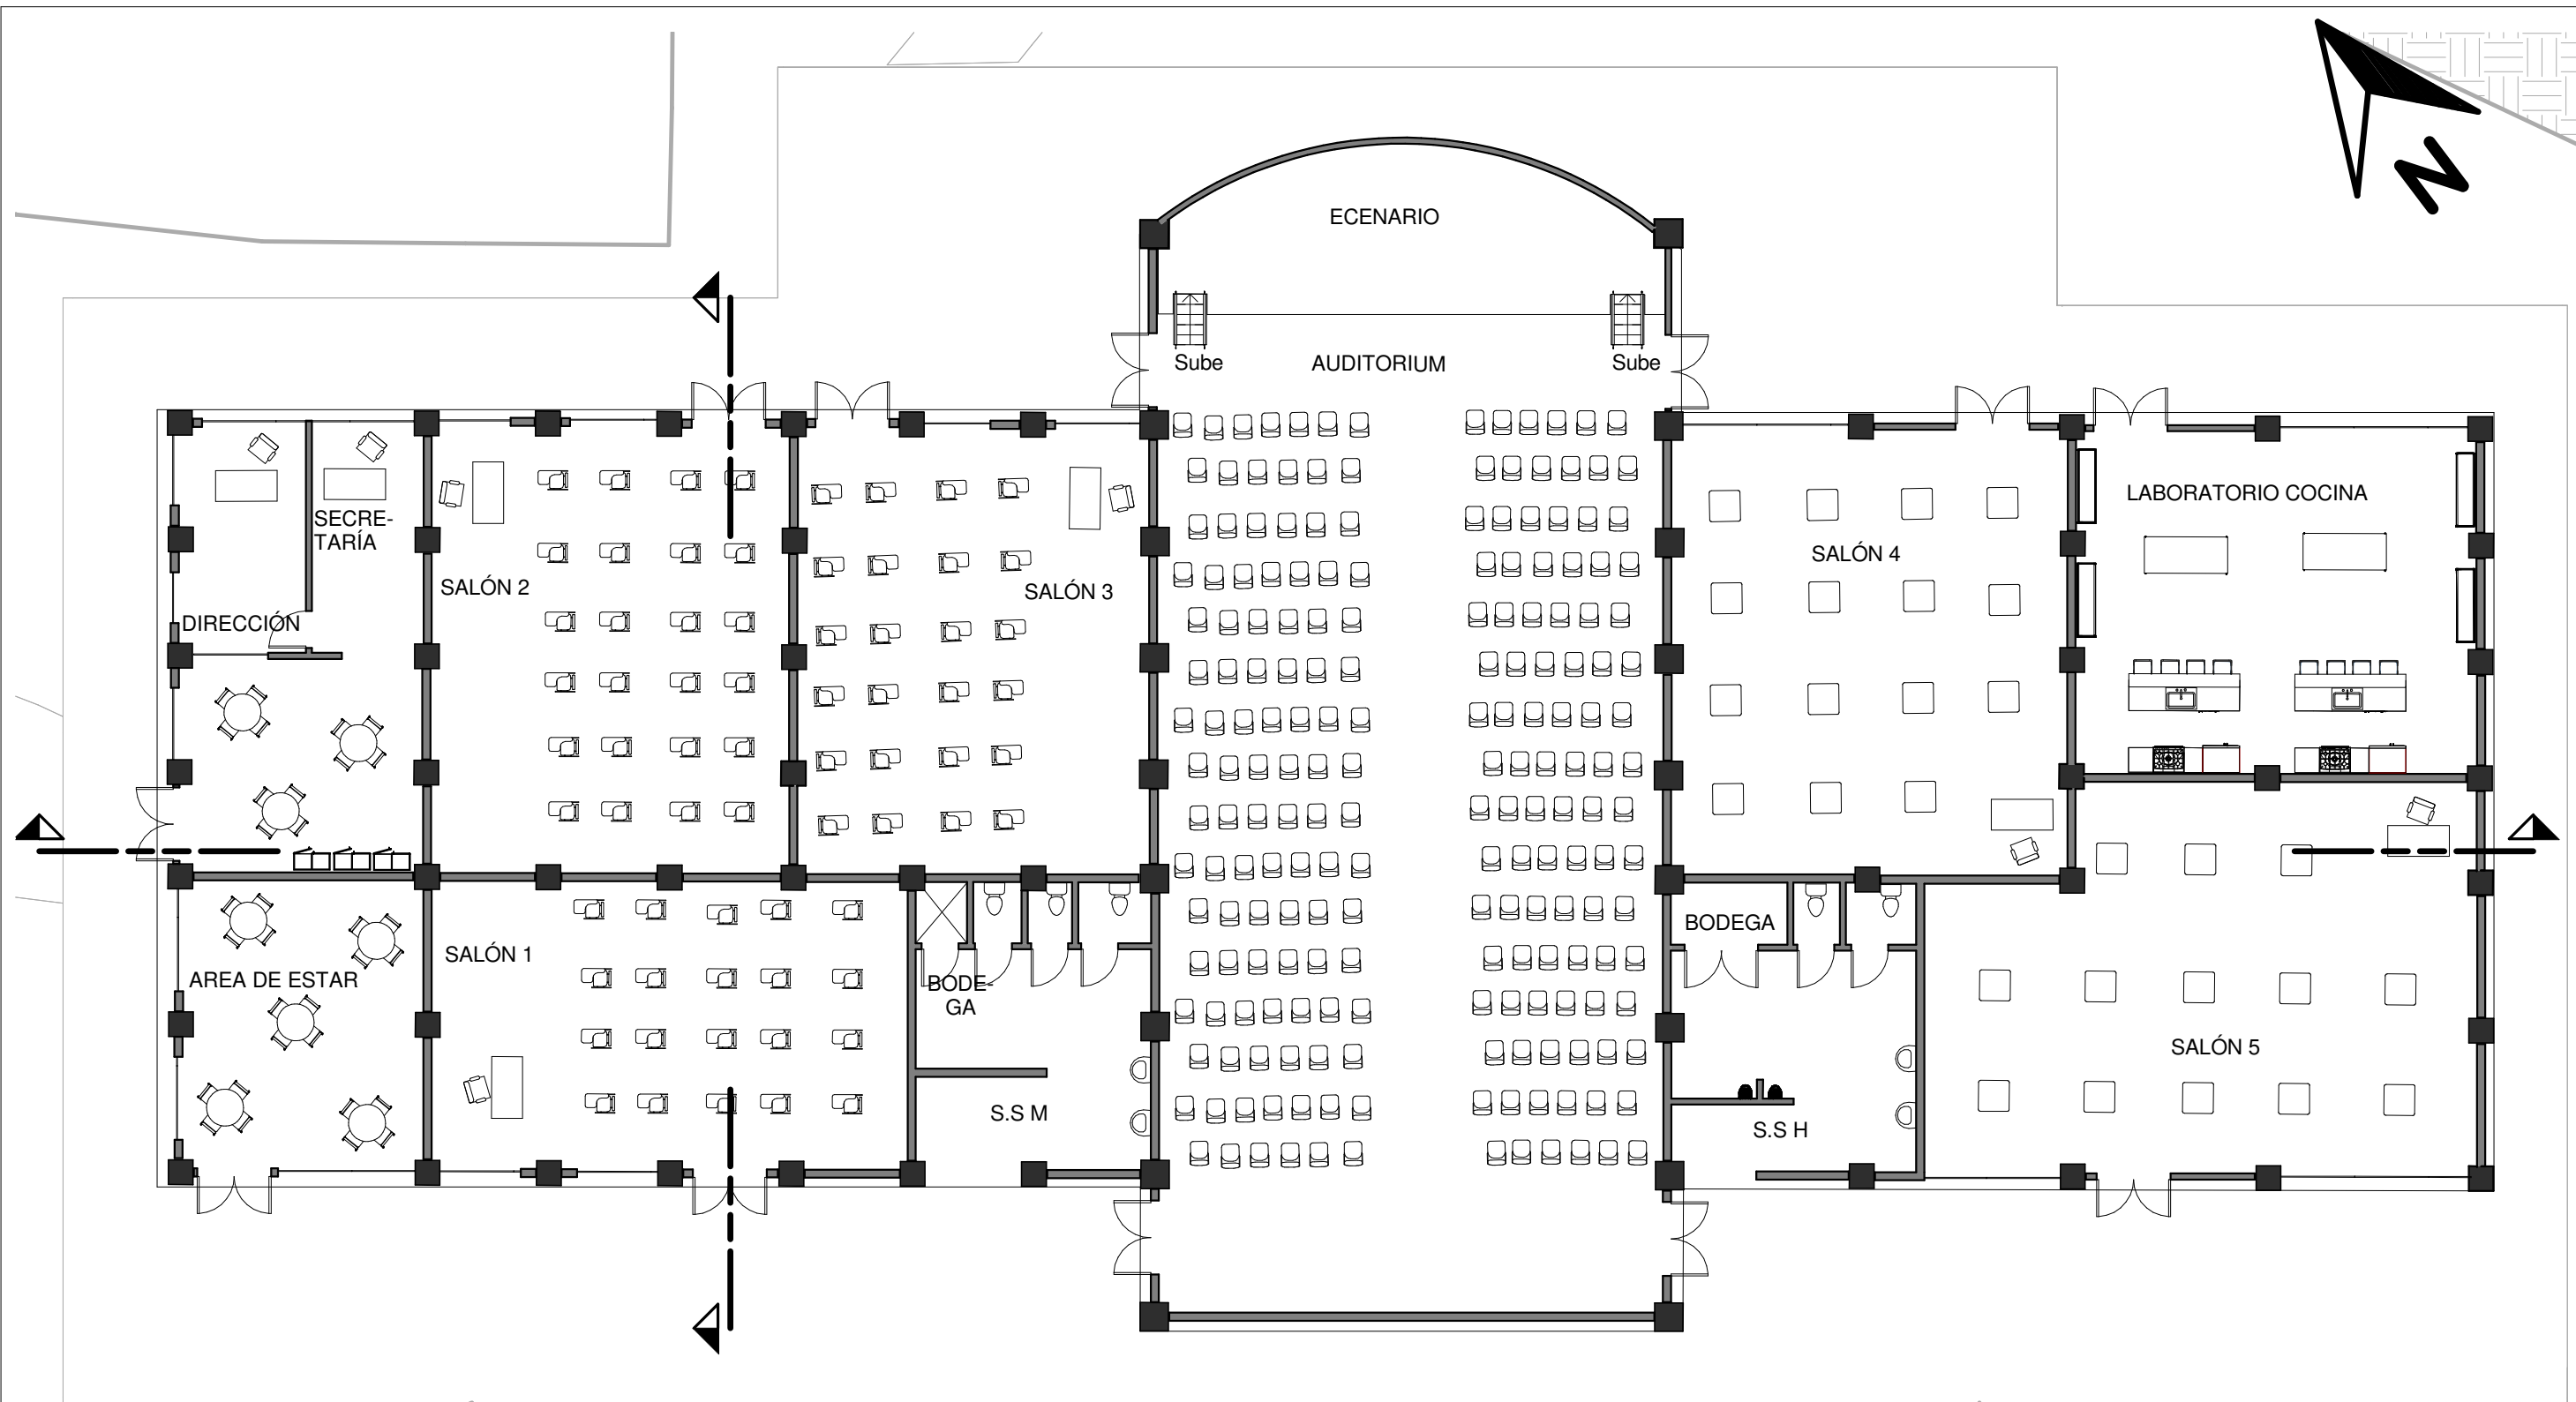 N
ECENARIO
Sube
AUDITORIUM
Sube
SECRE-
TARÍA
DIRECCIÓN
SALÓN 2
SALÓN 3
SALÓN 4
LABORATORIO COCINA
AREA DE ESTAR
SALÓN 1
BODE-
GA
S.S M
BODEGA
S.S H
SALÓN 5